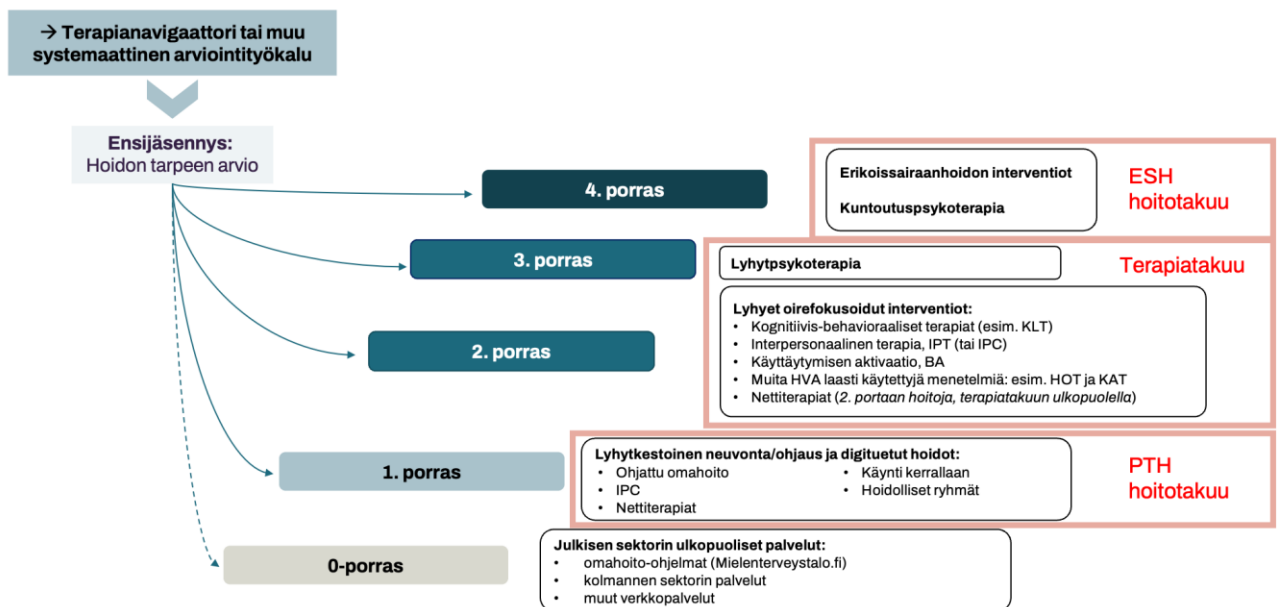 → Terapianavigaattori tai muu
systemaattinen arviointityökalu
Ensijäsennys:
Hoidon tarpeen arvio
4. porras
Erikoissairaanhoidon interventiot
Kuntoutuspsykoterapia
ESH
hoitotakuu
3. porras
Lyhytpsykoterapia
Terapiatakuu
2. porras
Lyhyet oirefokusoidut interventiot:
• Kognitiivis-behavioraaliset terapiat (esim. KLT)
• Interpersonaalinen terapia, IPT (tai IPC)
• Käyttäytymisen aktivaatio, BA
• Muita HVA laasti käytettyjä menetelmiä: esim. HOT ja KAT
• Nettiterapiat (2. portaan hoitoja, terapiatakuun ulkopuolella)
1. porras
Lyhytkestoinen neuvonta/ohjaus ja digituetut hoidot:
• Ohjattu omahoito
• IPC
• Nettiterapiat
• Käynti kerrallaan
• Hoidolliset ryhmät
PTH
hoitotakuu
0-porras
Julkisen sektorin ulkopuoliset palvelut:
• omahoito-ohjelmat (Mielenterveystalo.fi)
• kolmannen sektorin palvelut
• muut verkkopalvelut